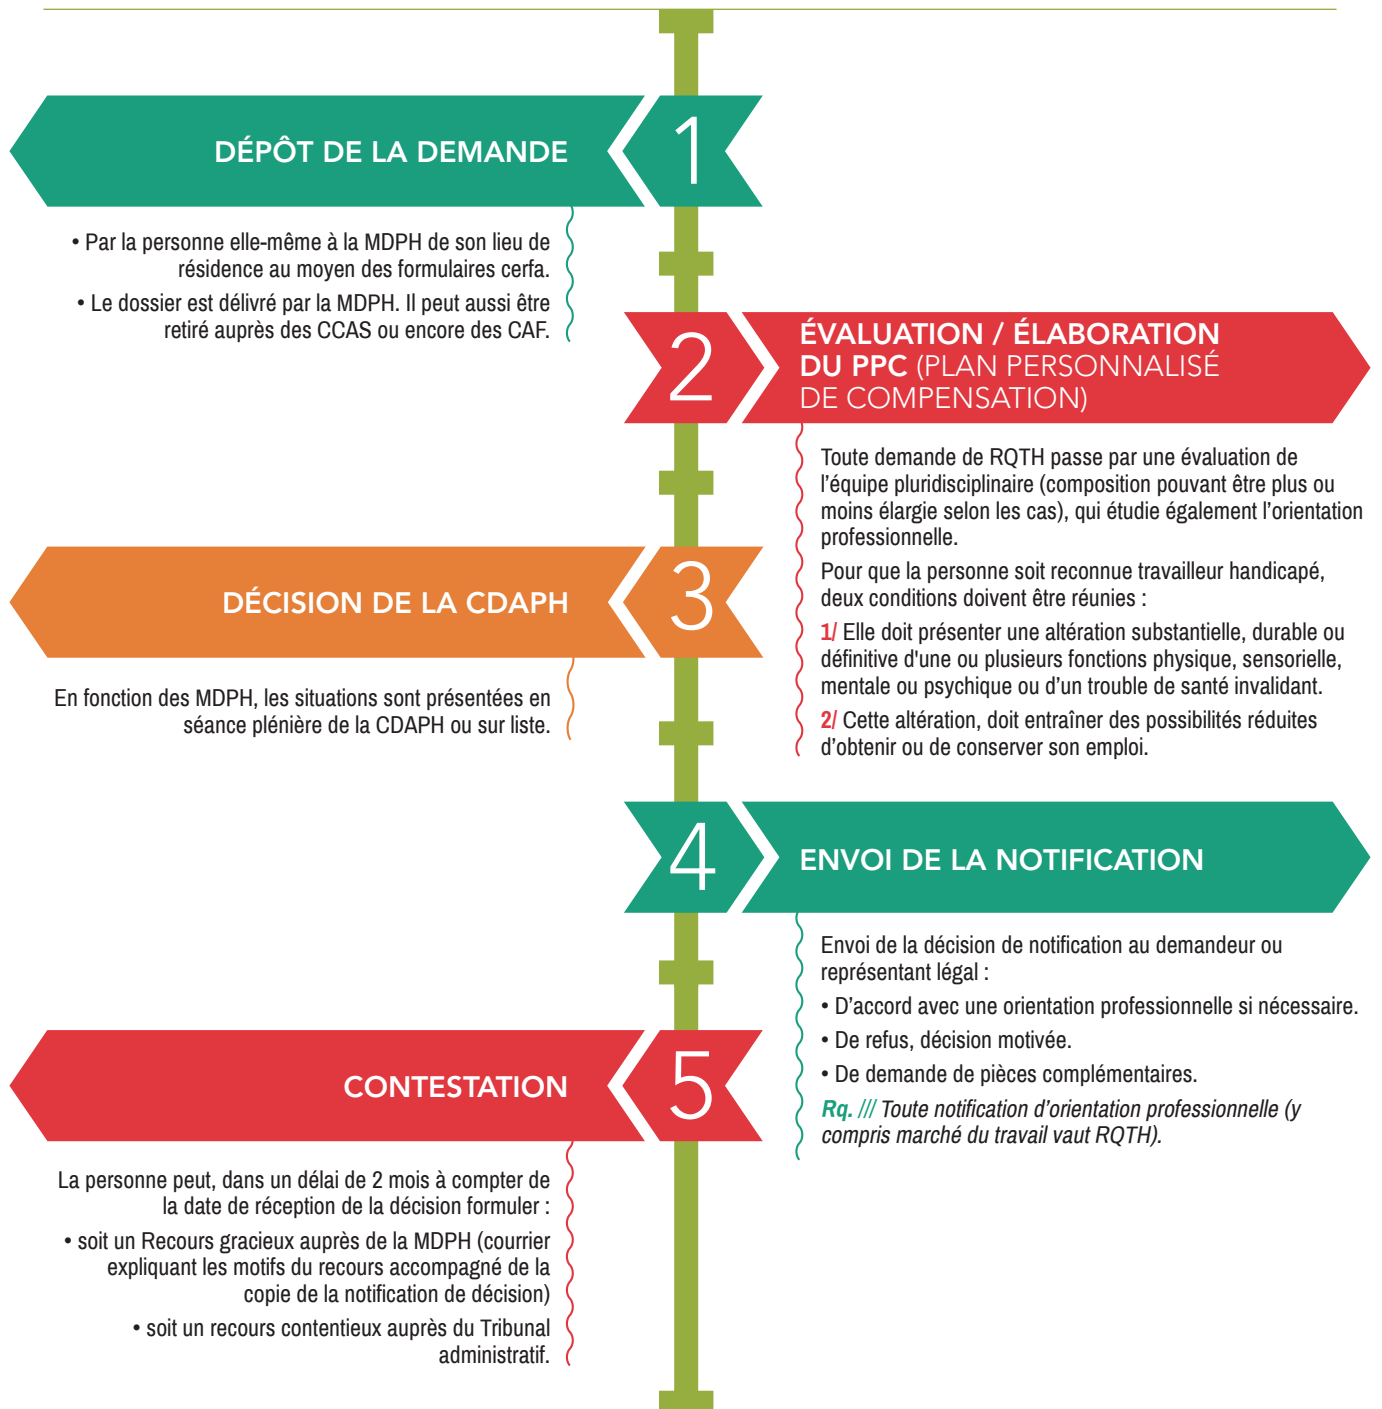 1
DÉPÔT DE LA DEMANDE
• Par la personne elle-même à la MDPH de son lieu de
résidence au moyen des formulaires cerfa.
• Le dossier est délivré par la MDPH. Il peut aussi être
retiré auprès des CCAS ou encore des CAF.
2
ÉVALUATION / ÉLABORATION
DU PPC (PLAN PERSONNALISÉ
DE COMPENSATION)
Toute demande de RQTH passe par une évaluation de
l’équipe pluridisciplinaire (composition pouvant être plus ou
moins élargie selon les cas), qui étudie également l’orientation
professionnelle.
Pour que la personne soit reconnue travailleur handicapé,
deux conditions doivent être réunies :
1/ Elle doit présenter une altération substantielle, durable ou
définitive d'une ou plusieurs fonctions physique, sensorielle,
mentale ou psychique ou d’un trouble de santé invalidant.
2/ Cette altération, doit entraîner des possibilités réduites
d’obtenir ou de conserver son emploi.
3
DÉCISION DE LA CDAPH
En fonction des MDPH, les situations sont présentées en
séance plénière de la CDAPH ou sur liste.
4
ENVOI DE LA NOTIFICATION
Envoi de la décision de notification au demandeur ou
représentant légal :
• D’accord avec une orientation professionnelle si nécessaire.
• De refus, décision motivée.
• De demande de pièces complémentaires.
Rq. /// Toute notification d’orientation professionnelle (y
compris marché du travail vaut RQTH).
5
CONTESTATION
La personne peut, dans un délai de 2 mois à compter de
la date de réception de la décision formuler :
• soit un Recours gracieux auprès de la MDPH (courrier
expliquant les motifs du recours accompagné de la
copie de la notification de décision)
• soit un recours contentieux auprès du Tribunal
administratif.